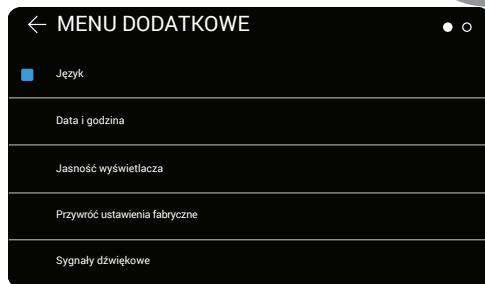 MENU DODATKOWE
Język
Data i godzina
Jasność wyświetlacza
Przywróć ustawienia fabryczne
Sygnały dźwiękowe